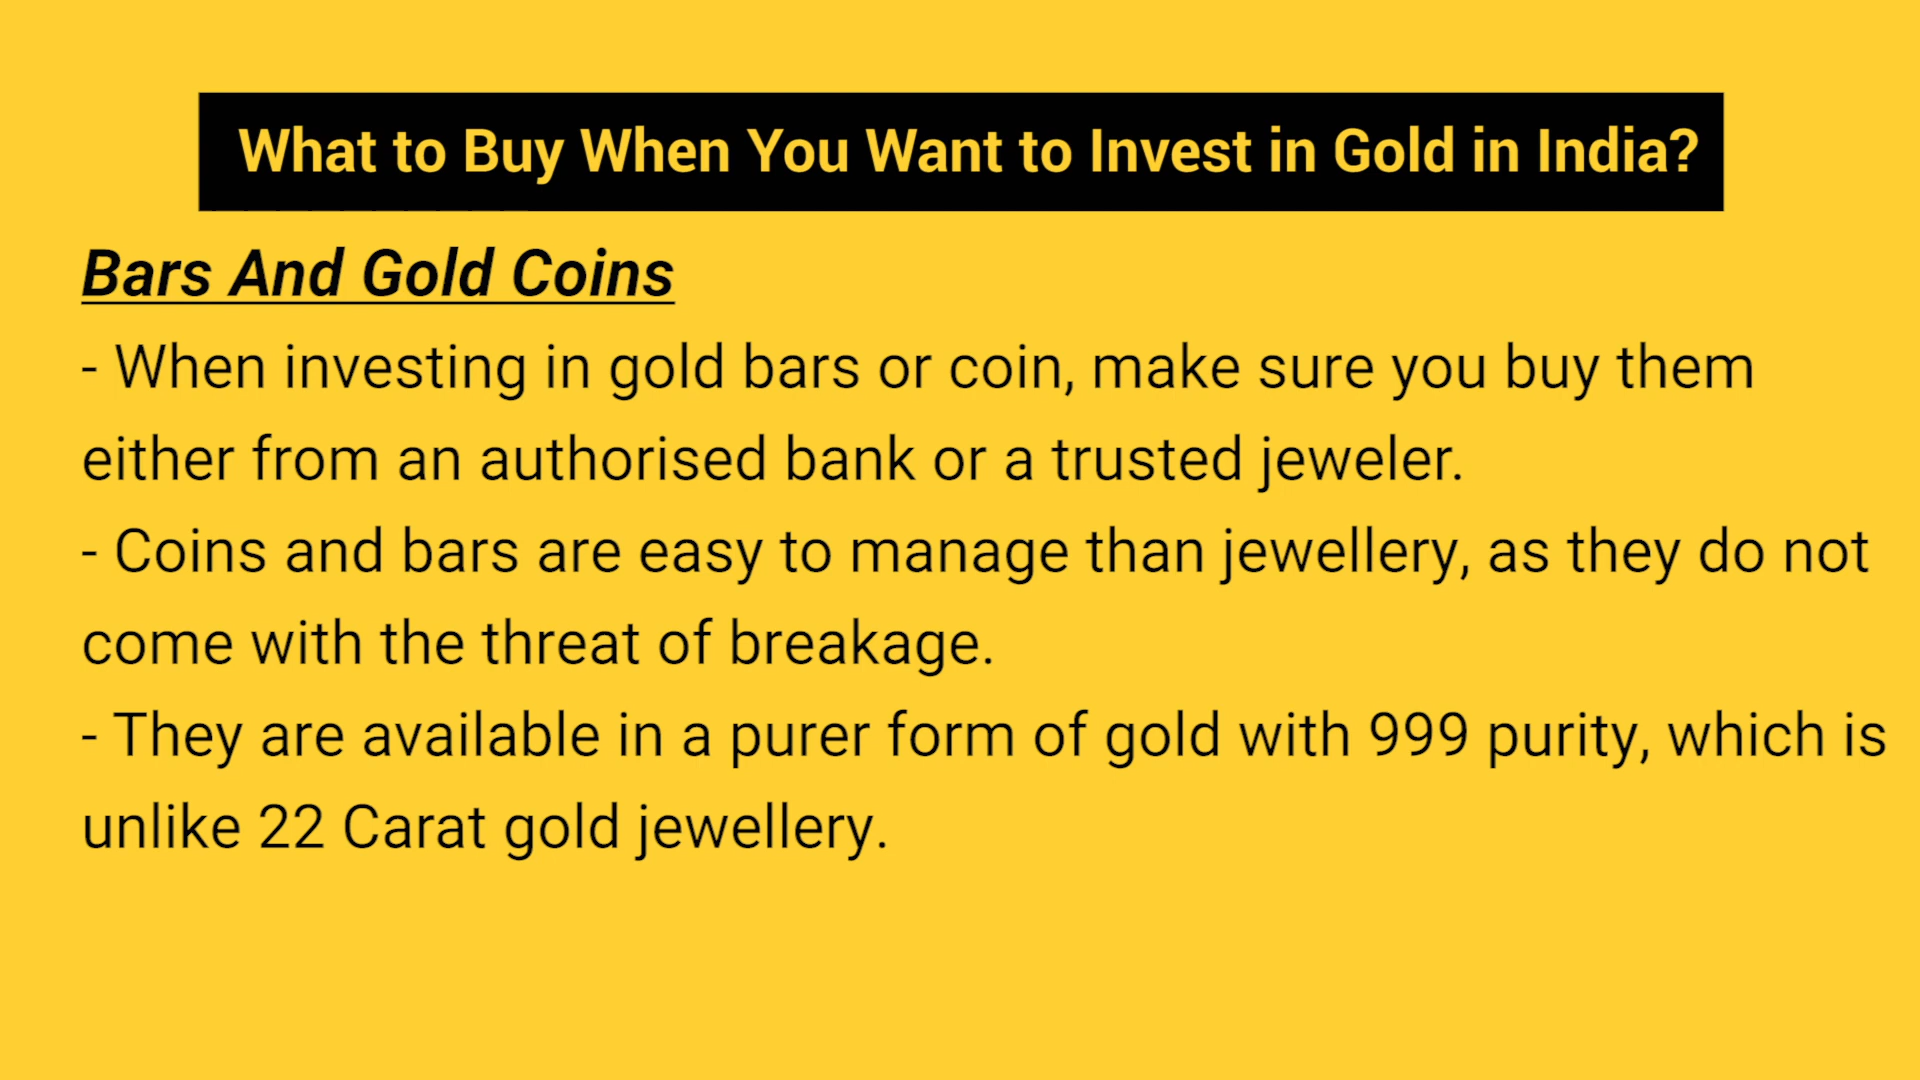 What to Buy When You Want to Invest in Gold in India?
Bars And Gold Coins
- When investing in gold bars or coin, make sure you buy them
either from an authorised bank or a trusted jeweler.
- Coins and bars are easy to manage than jewellery, as they do not
come with the threat of breakage.
- They are available in a purer form of gold with 999 purity, which is
unlike 22 Carat gold jewellery.